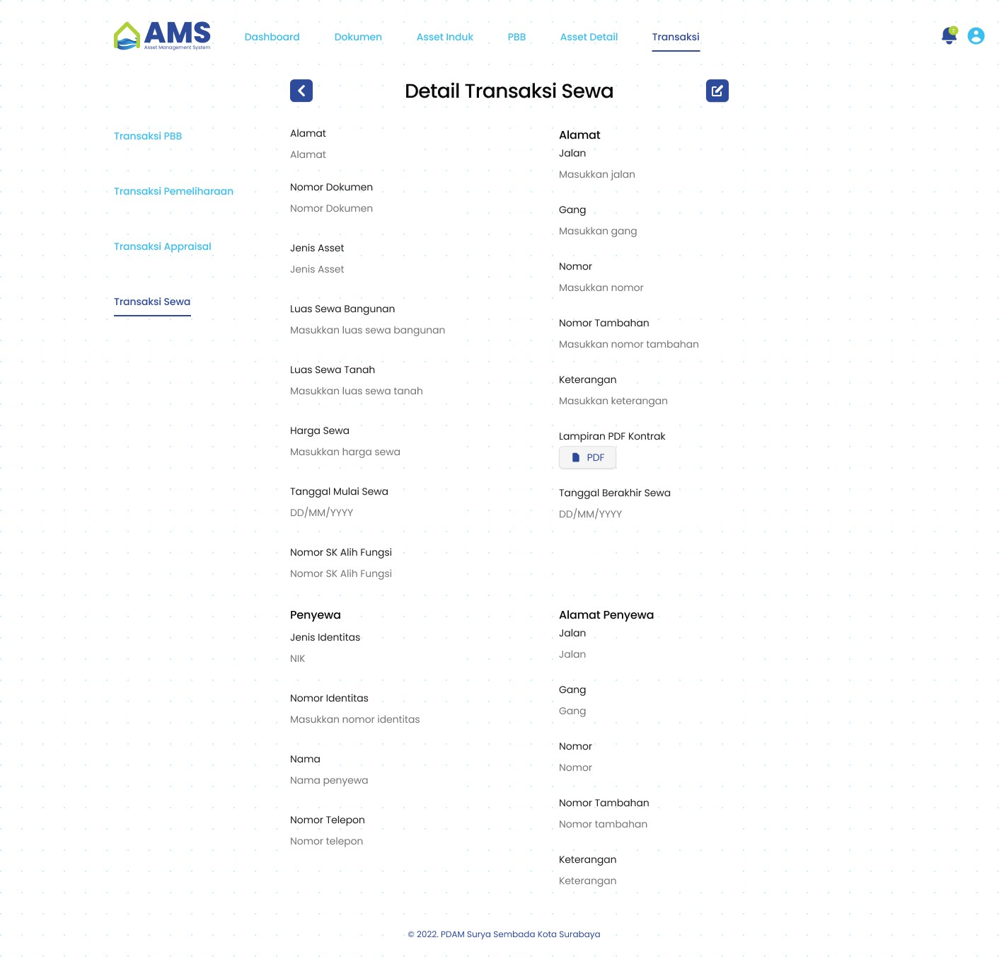 AMS
Asset Management System
Dashboard
Dokumen
Asset Induk
PBB
Asset Detail
Transaksi
Detail Transaksi Sewa
Transaksi PBB
Transaksi Pemeliharaan
Transaksi Appraisal
Transaksi Sewa
Alamat
Alamat
Nomor Dokumen
Nomor Dokumen
Jenis Asset
Jenis Asset
Luas Sewa Bangunan
Masukkan luas sewa bangunan
Luas Sewa Tanah
Masukkan luas sewa tanah
Harga Sewa
Masukkan harga sewa
Tanggal Mulai Sewa
DD/MM/YYYY
Nomor SK Alih Fungsi
Nomor SK Alih Fungsi
Alamat
Jalan
Masukkan jalan
Gang
Masukkan gang
Nomor
Masukkan nomor
Nomor Tambahan
Masukkan nomor tambahan
Keterangan
Masukkan keterangan
Lampiran PDF Kontrak
PDF
Tanggal Berakhir Sewa
DD/MM/YYYY
Penyewa
Jenis Identitas
NIK
Nomor Identitas
Masukkan nomor identitas
Nama
Nama penyewa
Nomor Telepon
Nomor telepon
Alamat Penyewa
Jalan
Jalan
Gang
Gang
Nomor
Nomor
Nomor Tambahan
Nomor tambahan
Keterangan
Keterangan
© 2022. PDAM Surya Sembada Kota Surabaya